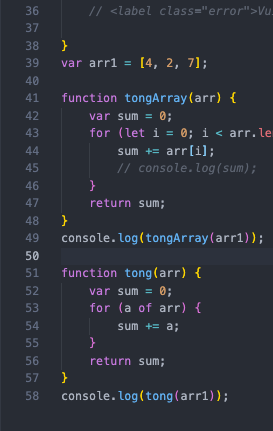 36 // <label class="error">Vu
37
38 }
39 var arr1 = [4, 2, 7];
40
41 function tongArray(arr) {
42 var sum = 0;
43 for (let i = 0; i < arr.le
44 sum += arr[i];
45 // console.log(sum);
46 }
47 return sum;
48 }
49 console.log(tongArray(arr1));
50
51 function tong(arr) {
52 var sum = 0;
53 for (a of arr) {
54 sum += a;
55 }
56 return sum;
57 }
58 console.log(tong(arr1));